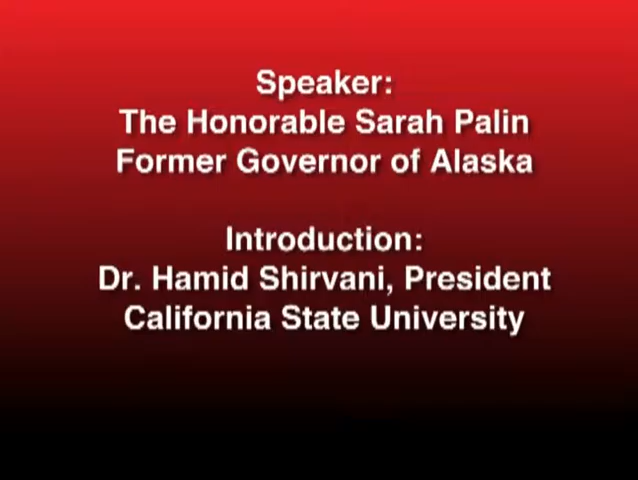 Speaker:
The Honorable Sarah Palin
Former Governor of Alaska
Introduction:
Dr. Hamid Shirvani, President
California State University